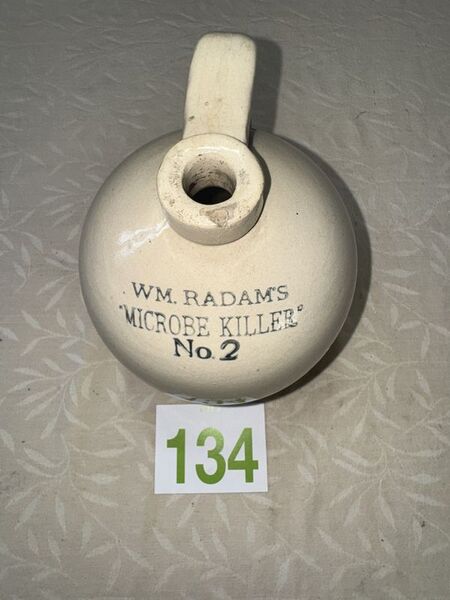 WM. RADAM'S
"MICROBE KILLER"
No. 2
134